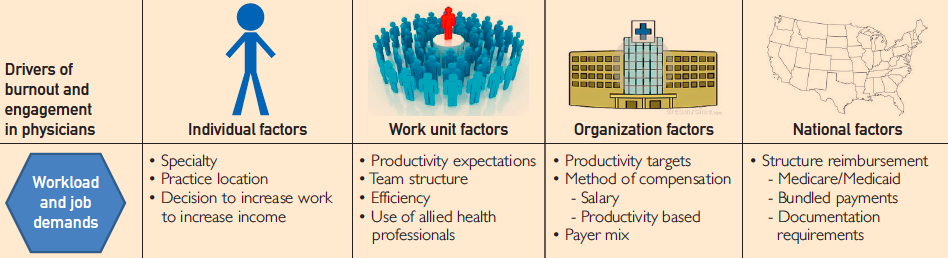 Drivers of
burnout and
engagement
in physicians
Individual factors
Work unit factors
Organization factors
National factors
Workload
and job
demands
• Specialty
• Practice location
• Decision to increase work
to increase income
• Productivity expectations
• Team structure
• Efficiency
• Use of allied health
professionals
• Productivity targets
• Method of compensation
- Salary
- Productivity based
• Payer mix
• Structure reimbursement
- Medicare/Medicaid
- Bundled payments
- Documentation
requirements